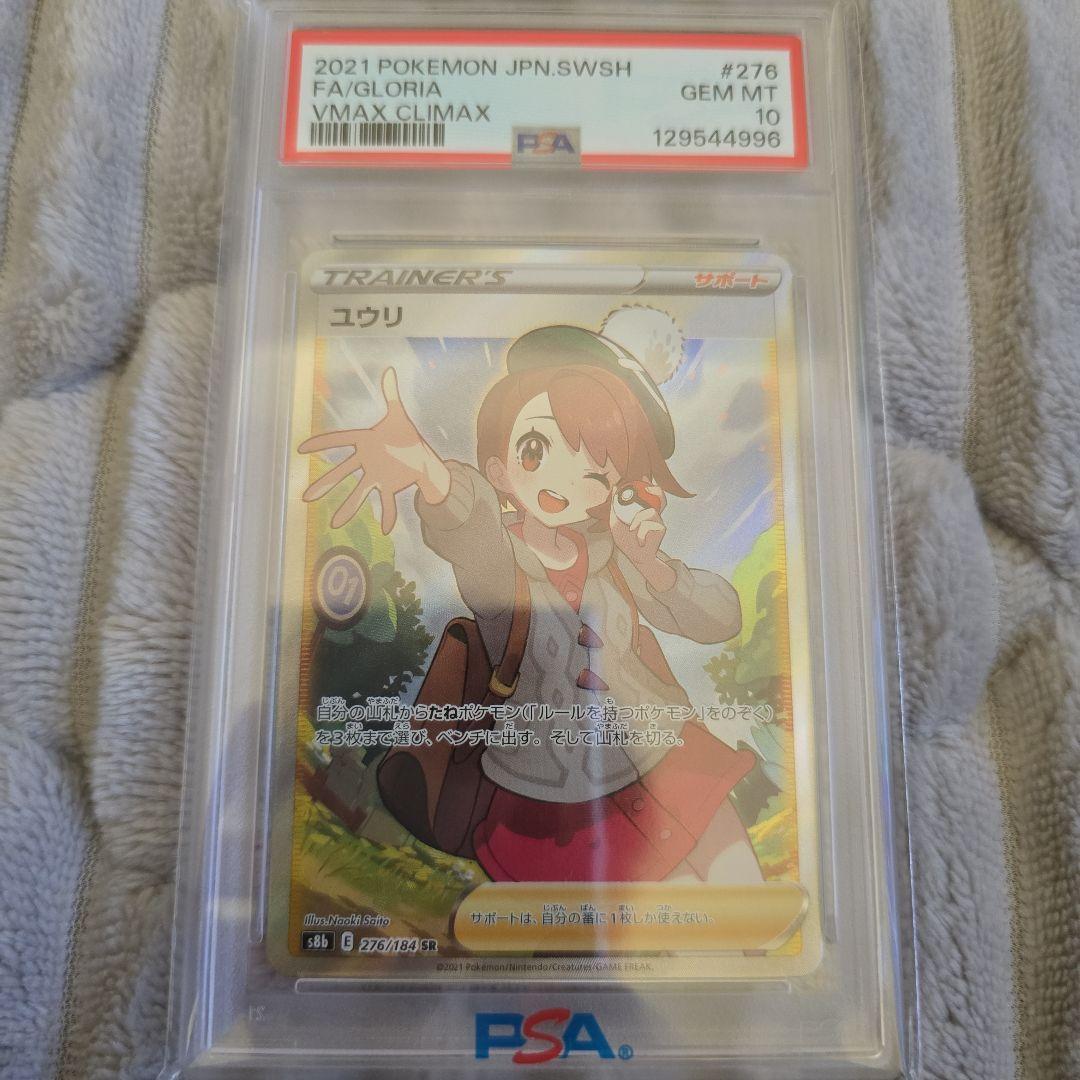 2021 POKEMON JPN.SWSH #276
FA/GLORIA GEM MT
VMAX CLIMAX 10
PSA 129544996
TRAINER'S サポート
ユウリ
01
自分の山札からたねポケモン(「ルールを持つポケモン」をのぞく)
を3枚まで選び、ベンチに出す。そして山札を切る。
サポートは、自分の番に1枚しか使えない。
Illus. Naoki Saito
s8b E 276/184 SR
©2021 Pokémon/Nintendo/Creatures/GAME FREAK.
PSA®